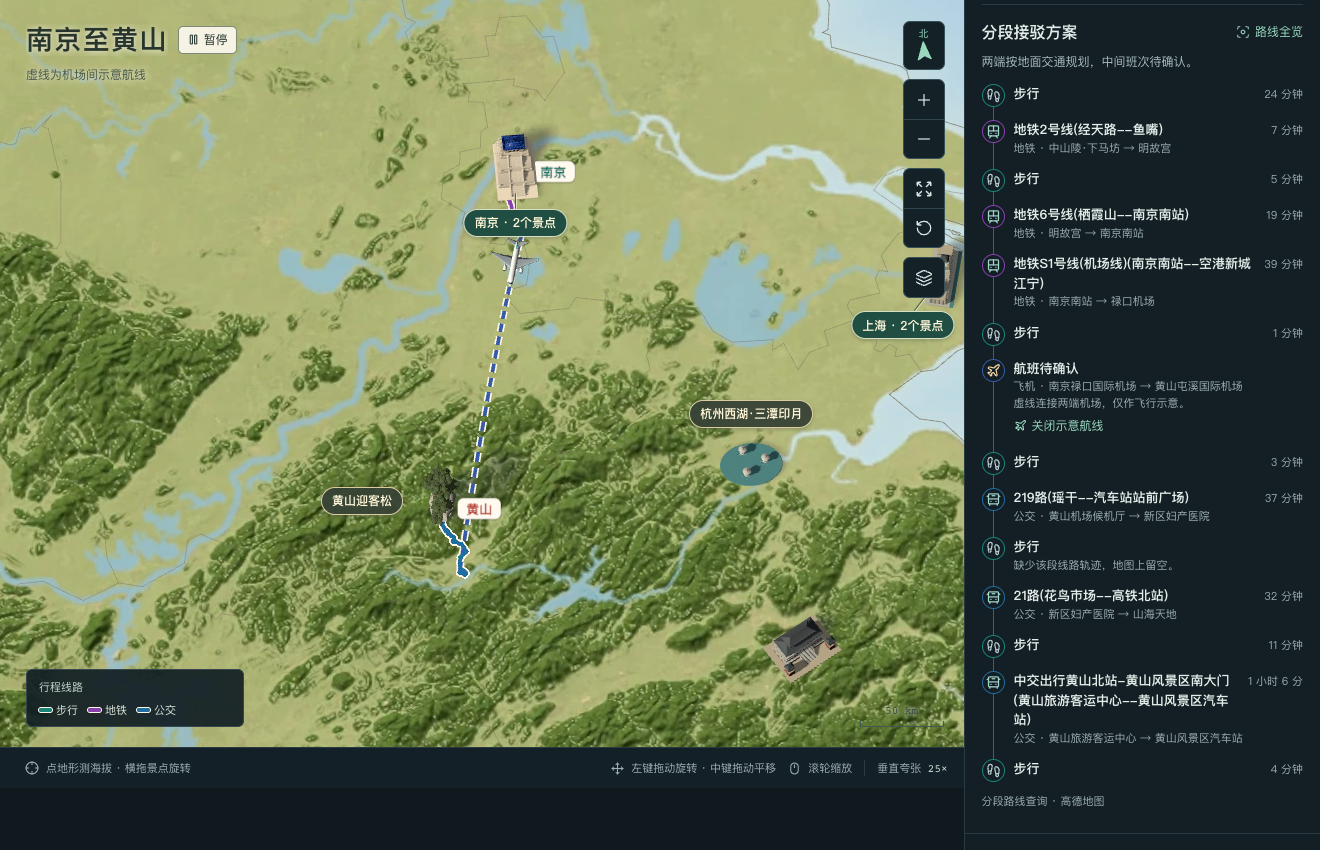 南京至黄山
暂停
虚线为机场间示意航线
北
南京
南京 · 2个景点
上海 · 2个景点
杭州西湖·三潭印月
黄山迎客松
黄山
行程线路
步行
地铁
公交
点地形测海拔 · 横拖景点旋转
左键拖动旋转 · 中键拖动平移
滚轮缩放
垂直夸张 25×
分段接驳方案
路线全览
两端按地面交通规划，中间班次待确认。
步行 24 分钟
地铁2号线(经天路--鱼嘴) 7 分钟
地铁 · 中山陵·下马坊 → 明故宫
步行 5 分钟
地铁6号线(栖霞山--南京南站) 19 分钟
地铁 · 明故宫 → 南京南站
地铁S1号线(机场线)(南京南站--空港新城 39 分钟
江宁)
地铁 · 南京南站 → 禄口机场
步行 1 分钟
航班待确认
飞机 · 南京禄口国际机场 → 黄山屯溪国际机场
虚线连接两端机场，仅作飞行示意。
关闭示意航线
步行 3 分钟
219路(瑶干--汽车站站前广场) 37 分钟
公交 · 黄山机场候机厅 → 新区妇产医院
步行
缺少该段线路轨迹，地图上留空。
21路(花鸟市场--高铁北站) 32 分钟
公交 · 新区妇产医院 → 山海天地
步行 11 分钟
中交出行黄山北站-黄山风景区南大门 1 小时 6 分
(黄山旅游客运中心--黄山风景区汽车
站)
公交 · 黄山旅游客运中心 → 黄山风景区汽车站
步行 4 分钟
分段路线查询 · 高德地图